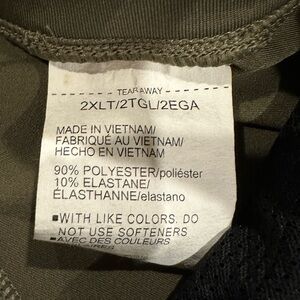 - TEARAWAY -
2XLT/2TGL/2EGA
MADE IN VIETNAM/
FABRIQUÉ AU VIETNAM/
HECHO EN VIETNAM
90% POLYESTER/poliéster
10% ELASTANE/
ÉLASTHANNE/elastano
■WITH LIKE COLORS. DO
NOT USE SOFTENERS
■AVEC DES COULEURS